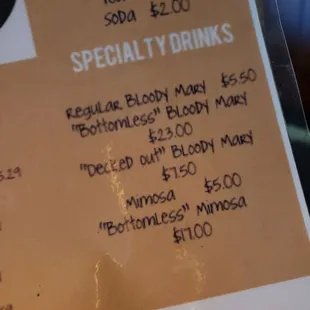 SODA $2.00
SPECIALTY DRINKS
REGULAR BLOODY MARY $5.50
"BOTTOMLESS" BLOODY MARY
$23.00
"DECKED OUT" BLOODY MARY
$7.50
MIMOSA $5.00
"BOTTOMLESS" MIMOSA
$17.00